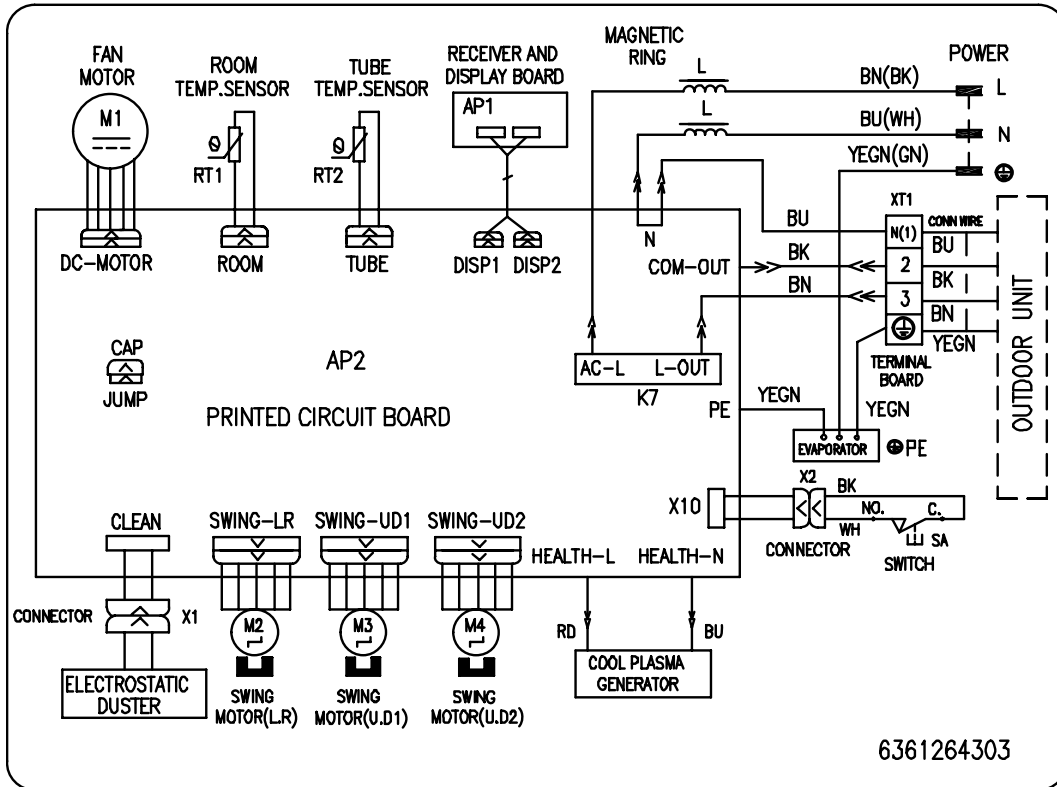 FAN
MOTOR
M1
ROOM
TEMP.SENSOR
RT1
TUBE
TEMP.SENSOR
RT2
RECEIVER AND
DISPLAY BOARD
AP1
MAGNETIC
RING
L
L
POWER
BN(BK)
L
BU(WH)
N
YEGN(GN)
XT1
DC-MOTOR
ROOM
TUBE
DISP1
DISP2
N
COM-OUT
BU
BK
BN
N(1)
2
3
CONN WIRE
BU
BK
BN
YEGN
TERMINAL
BOARD
OUTDOOR UNIT
CAP
JUMP
AP2
PRINTED CIRCUIT BOARD
AC-L
L-OUT
K7
PE
YEGN
YEGN
EVAPORATOR
PE
X10
X2
CONNECTOR
BK
NO.
C.
WH
SA
SWITCH
CLEAN
SWING-LR
SWING-UD1
SWING-UD2
HEALTH-L
HEALTH-N
CONNECTOR
X1
M2
M3
M4
RD
BU
ELECTROSTATIC
DUSTER
SWING
MOTOR(L.R)
SWING
MOTOR(U.D1)
SWING
MOTOR(U.D2)
COOL PLASMA
GENERATOR
6361264303